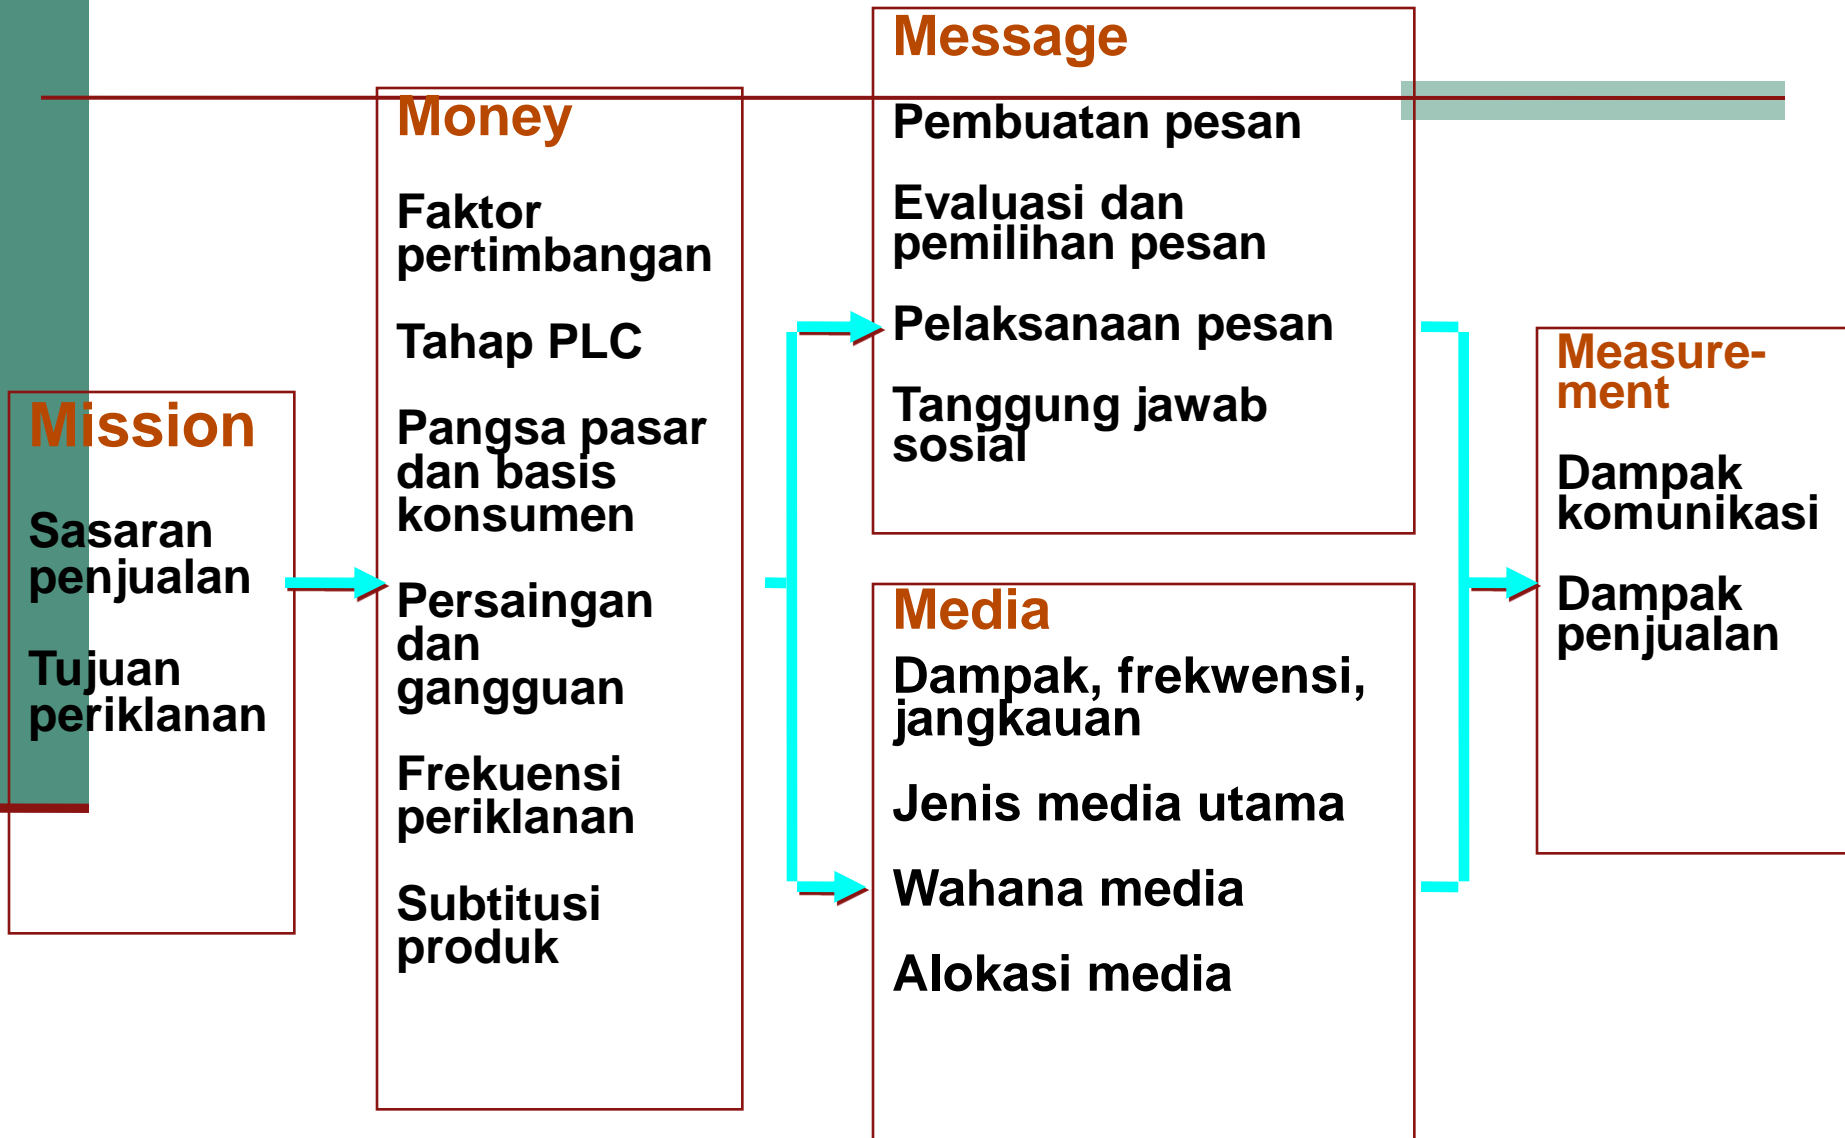 Mission
Sasaran
penjualan
Tujuan
periklanan
Money
Faktor
pertimbangan
Tahap PLC
Pangsa pasar
dan basis
konsumen
Persaingan
dan
gangguan
Frekuensi
periklanan
Subtitusi
produk
Message
Pembuatan pesan
Evaluasi dan
pemilihan pesan
Pelaksanaan pesan
Tanggung jawab
sosial
Media
Dampak, frekwensi,
jangkauan
Jenis media utama
Wahana media
Alokasi media
Measure-
ment
Dampak
komunikasi
Dampak
penjualan